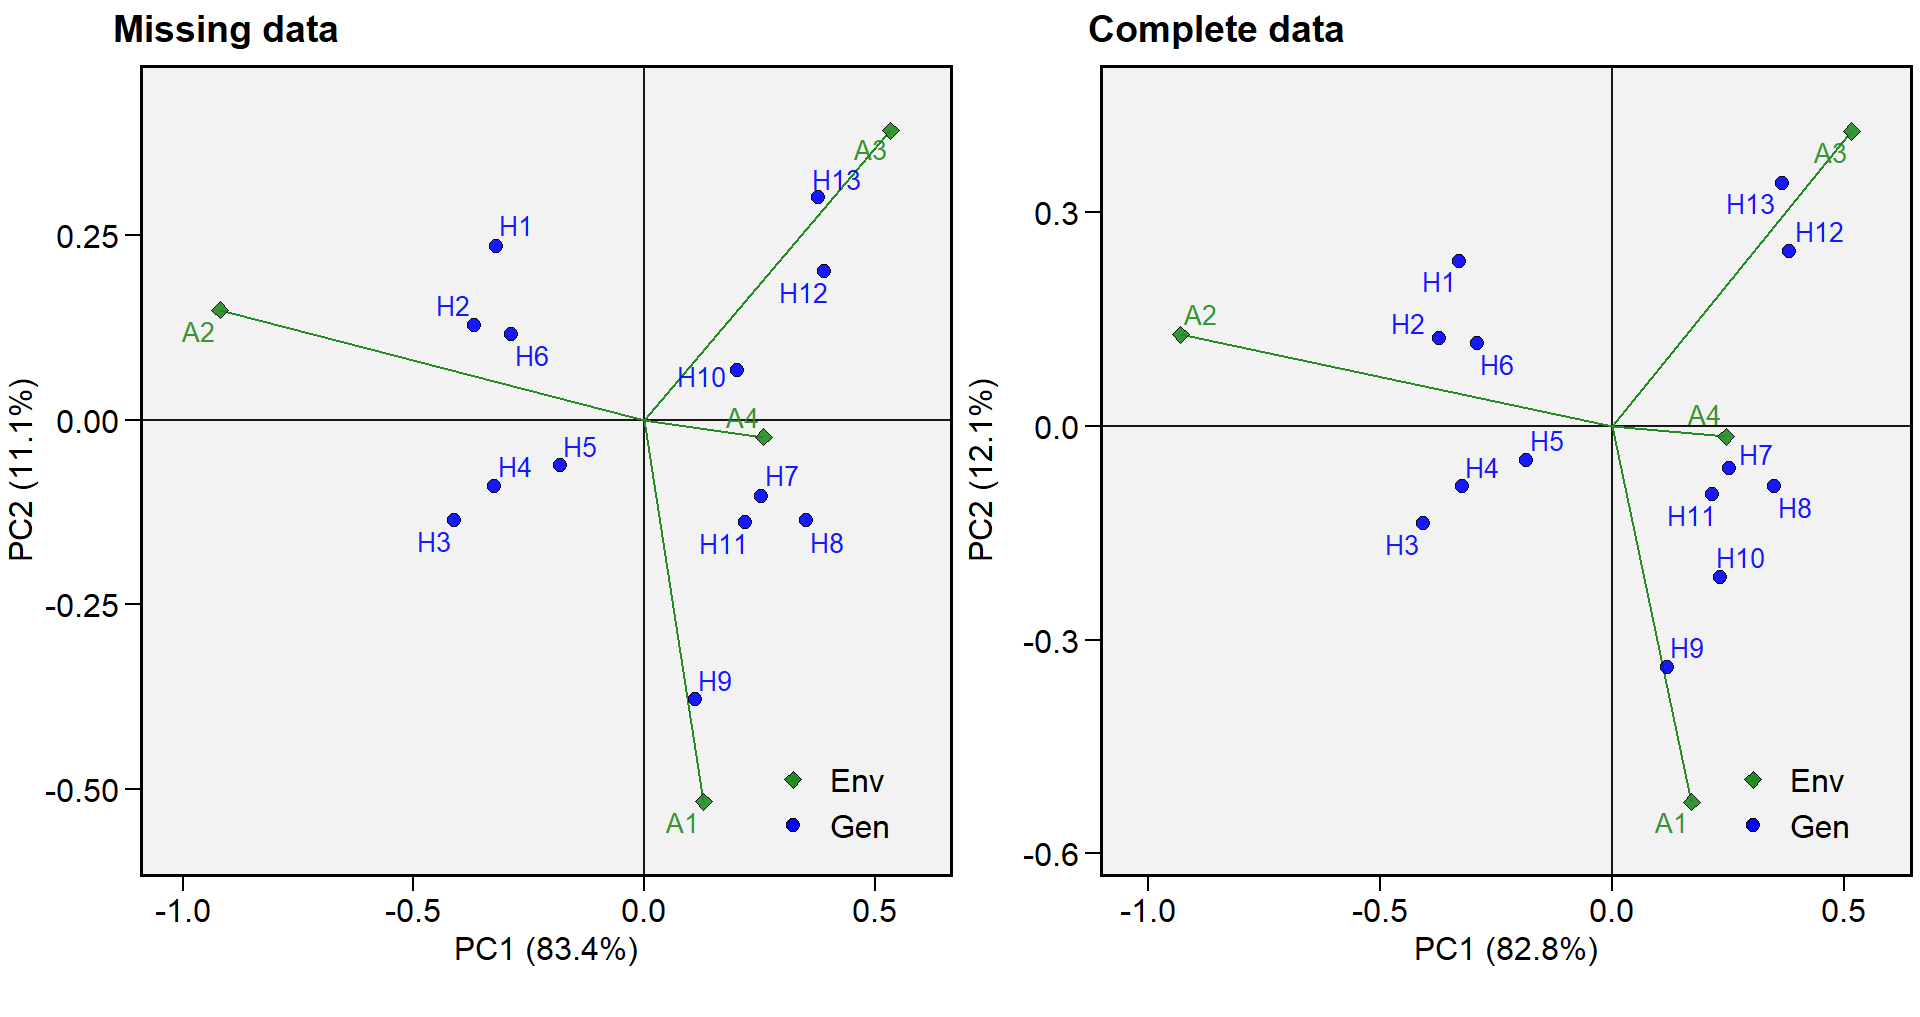 Missing data
PC2 (11.1%)
0.25
0.00
-0.25
-0.50
A3
H13
H1
H12
H2
A2
H6
H10
A4
H5
H4
H7
H3
H11
H8
H9
A1
Env
Gen
-1.0
-0.5
0.0
0.5
PC1 (83.4%)
Complete data
PC2 (12.1%)
0.3
0.0
-0.3
-0.6
A3
H13
H12
H1
A2
H2
H6
A4
H5
H7
H4
H8
H11
H3
H10
H9
A1
Env
Gen
-1.0
-0.5
0.0
0.5
PC1 (82.8%)